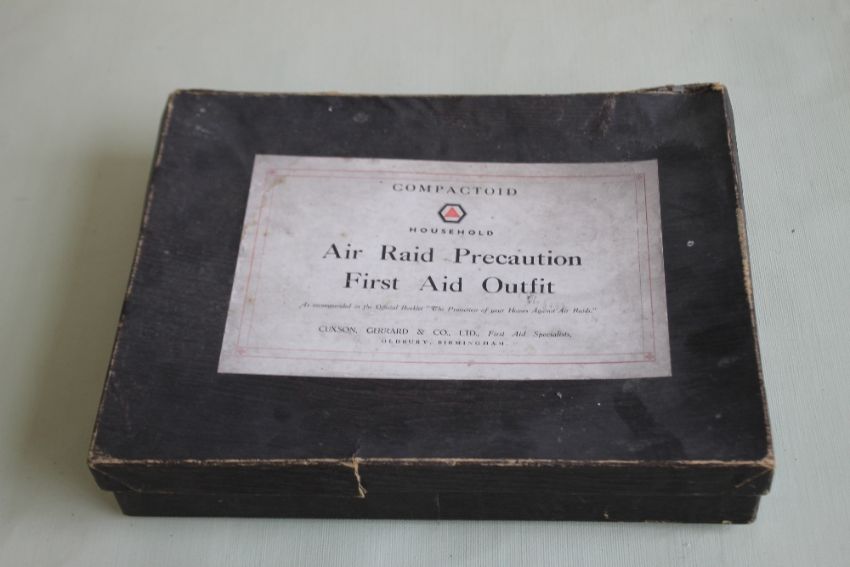 COMPACTOID
HOUSEHOLD
Air Raid Precaution
First Aid Outfit
As recommended in the Official Booklet "The Protection of your Homes Against Air Raids."
CUXSON, GERRARD & CO., LTD., First Aid Specialists,
OLDBURY, BIRMINGHAM.